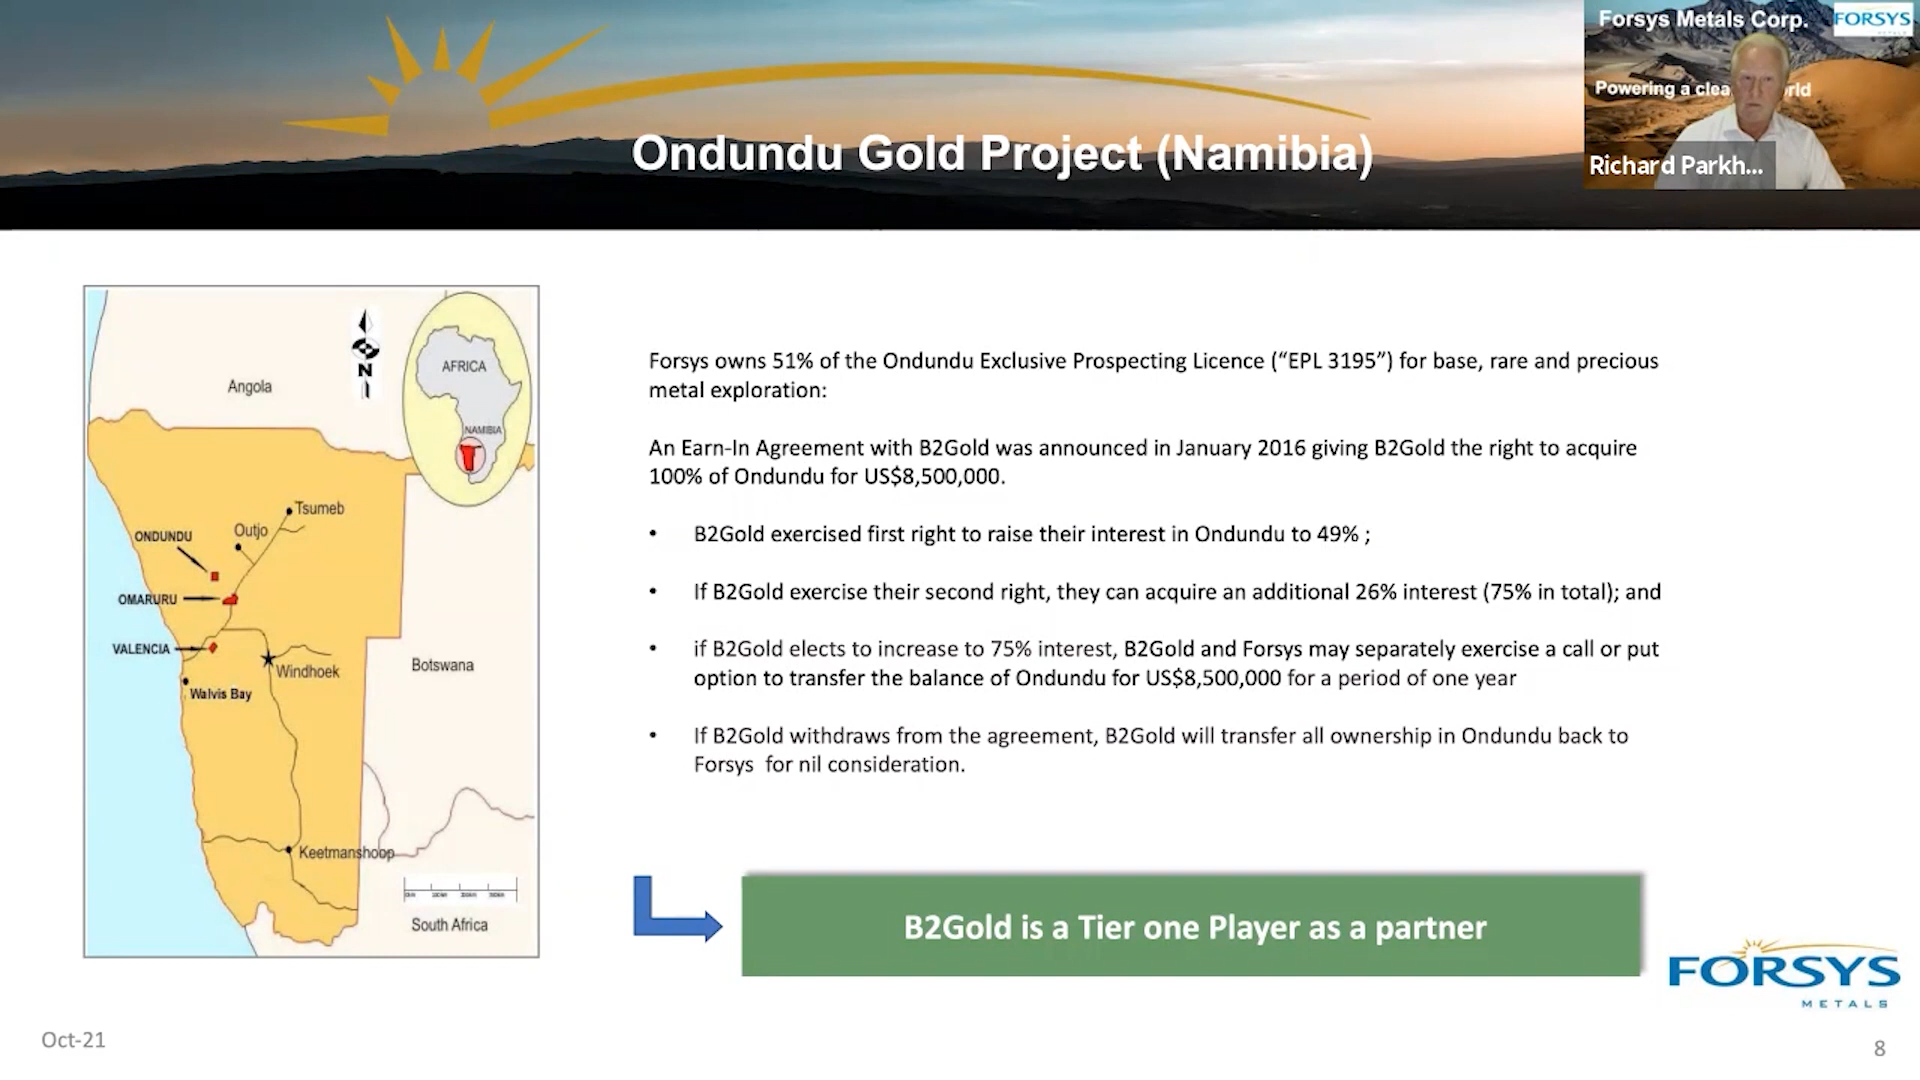 Forsys Metals Corp.
FORSYS
Powering a clea rld
Richard Parkh...
Ondundu Gold Project (Namibia)
N
AFRICA
NAMIBIA
Angola
Tsumeb
Outjo
ONDUNDU
OMARURU
VALENCIA
Windhoek
Walvis Bay
Botswana
Keetmanshoop
South Africa
Forsys owns 51% of the Ondundu Exclusive Prospecting Licence (“EPL 3195”) for base, rare and precious
metal exploration:
An Earn-In Agreement with B2Gold was announced in January 2016 giving B2Gold the right to acquire
100% of Ondundu for US$8,500,000.
• B2Gold exercised first right to raise their interest in Ondundu to 49% ;
• If B2Gold exercise their second right, they can acquire an additional 26% interest (75% in total); and
• if B2Gold elects to increase to 75% interest, B2Gold and Forsys may separately exercise a call or put
option to transfer the balance of Ondundu for US$8,500,000 for a period of one year
• If B2Gold withdraws from the agreement, B2Gold will transfer all ownership in Ondundu back to
Forsys for nil consideration.
B2Gold is a Tier one Player as a partner
FORSYS
METALS
Oct-21
8